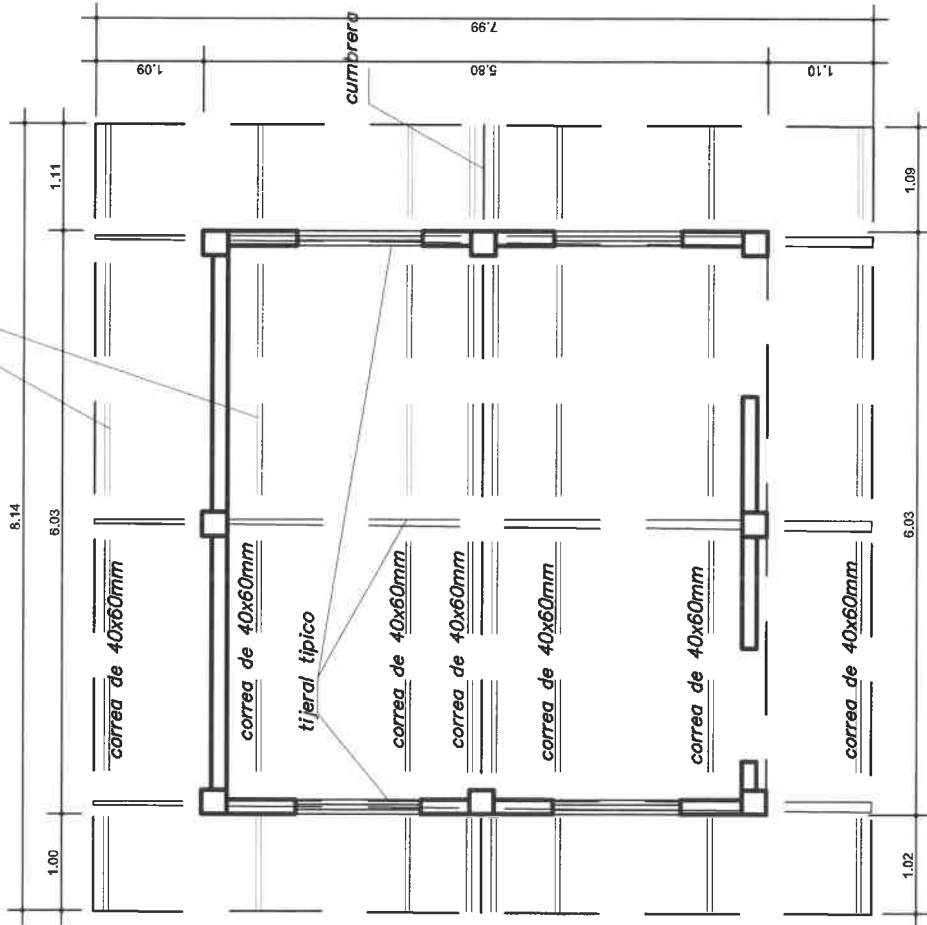 7.99
1.09
5.80
1.10
cumbrera
8.14
1.11
6.03
1.00
1.09
6.03
1.02
correa de 40x60mm
correa de 40x60mm
tijeral tipico
correa de 40x60mm
correa de 40x60mm
correa de 40x60mm
correa de 40x60mm
correa de 40x60mm